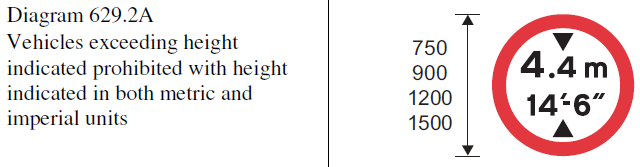 Diagram 629.2A
Vehicles exceeding height
indicated prohibited with height
indicated in both metric and
imperial units
750
900
1200
1500
4.4 m
14'-6"